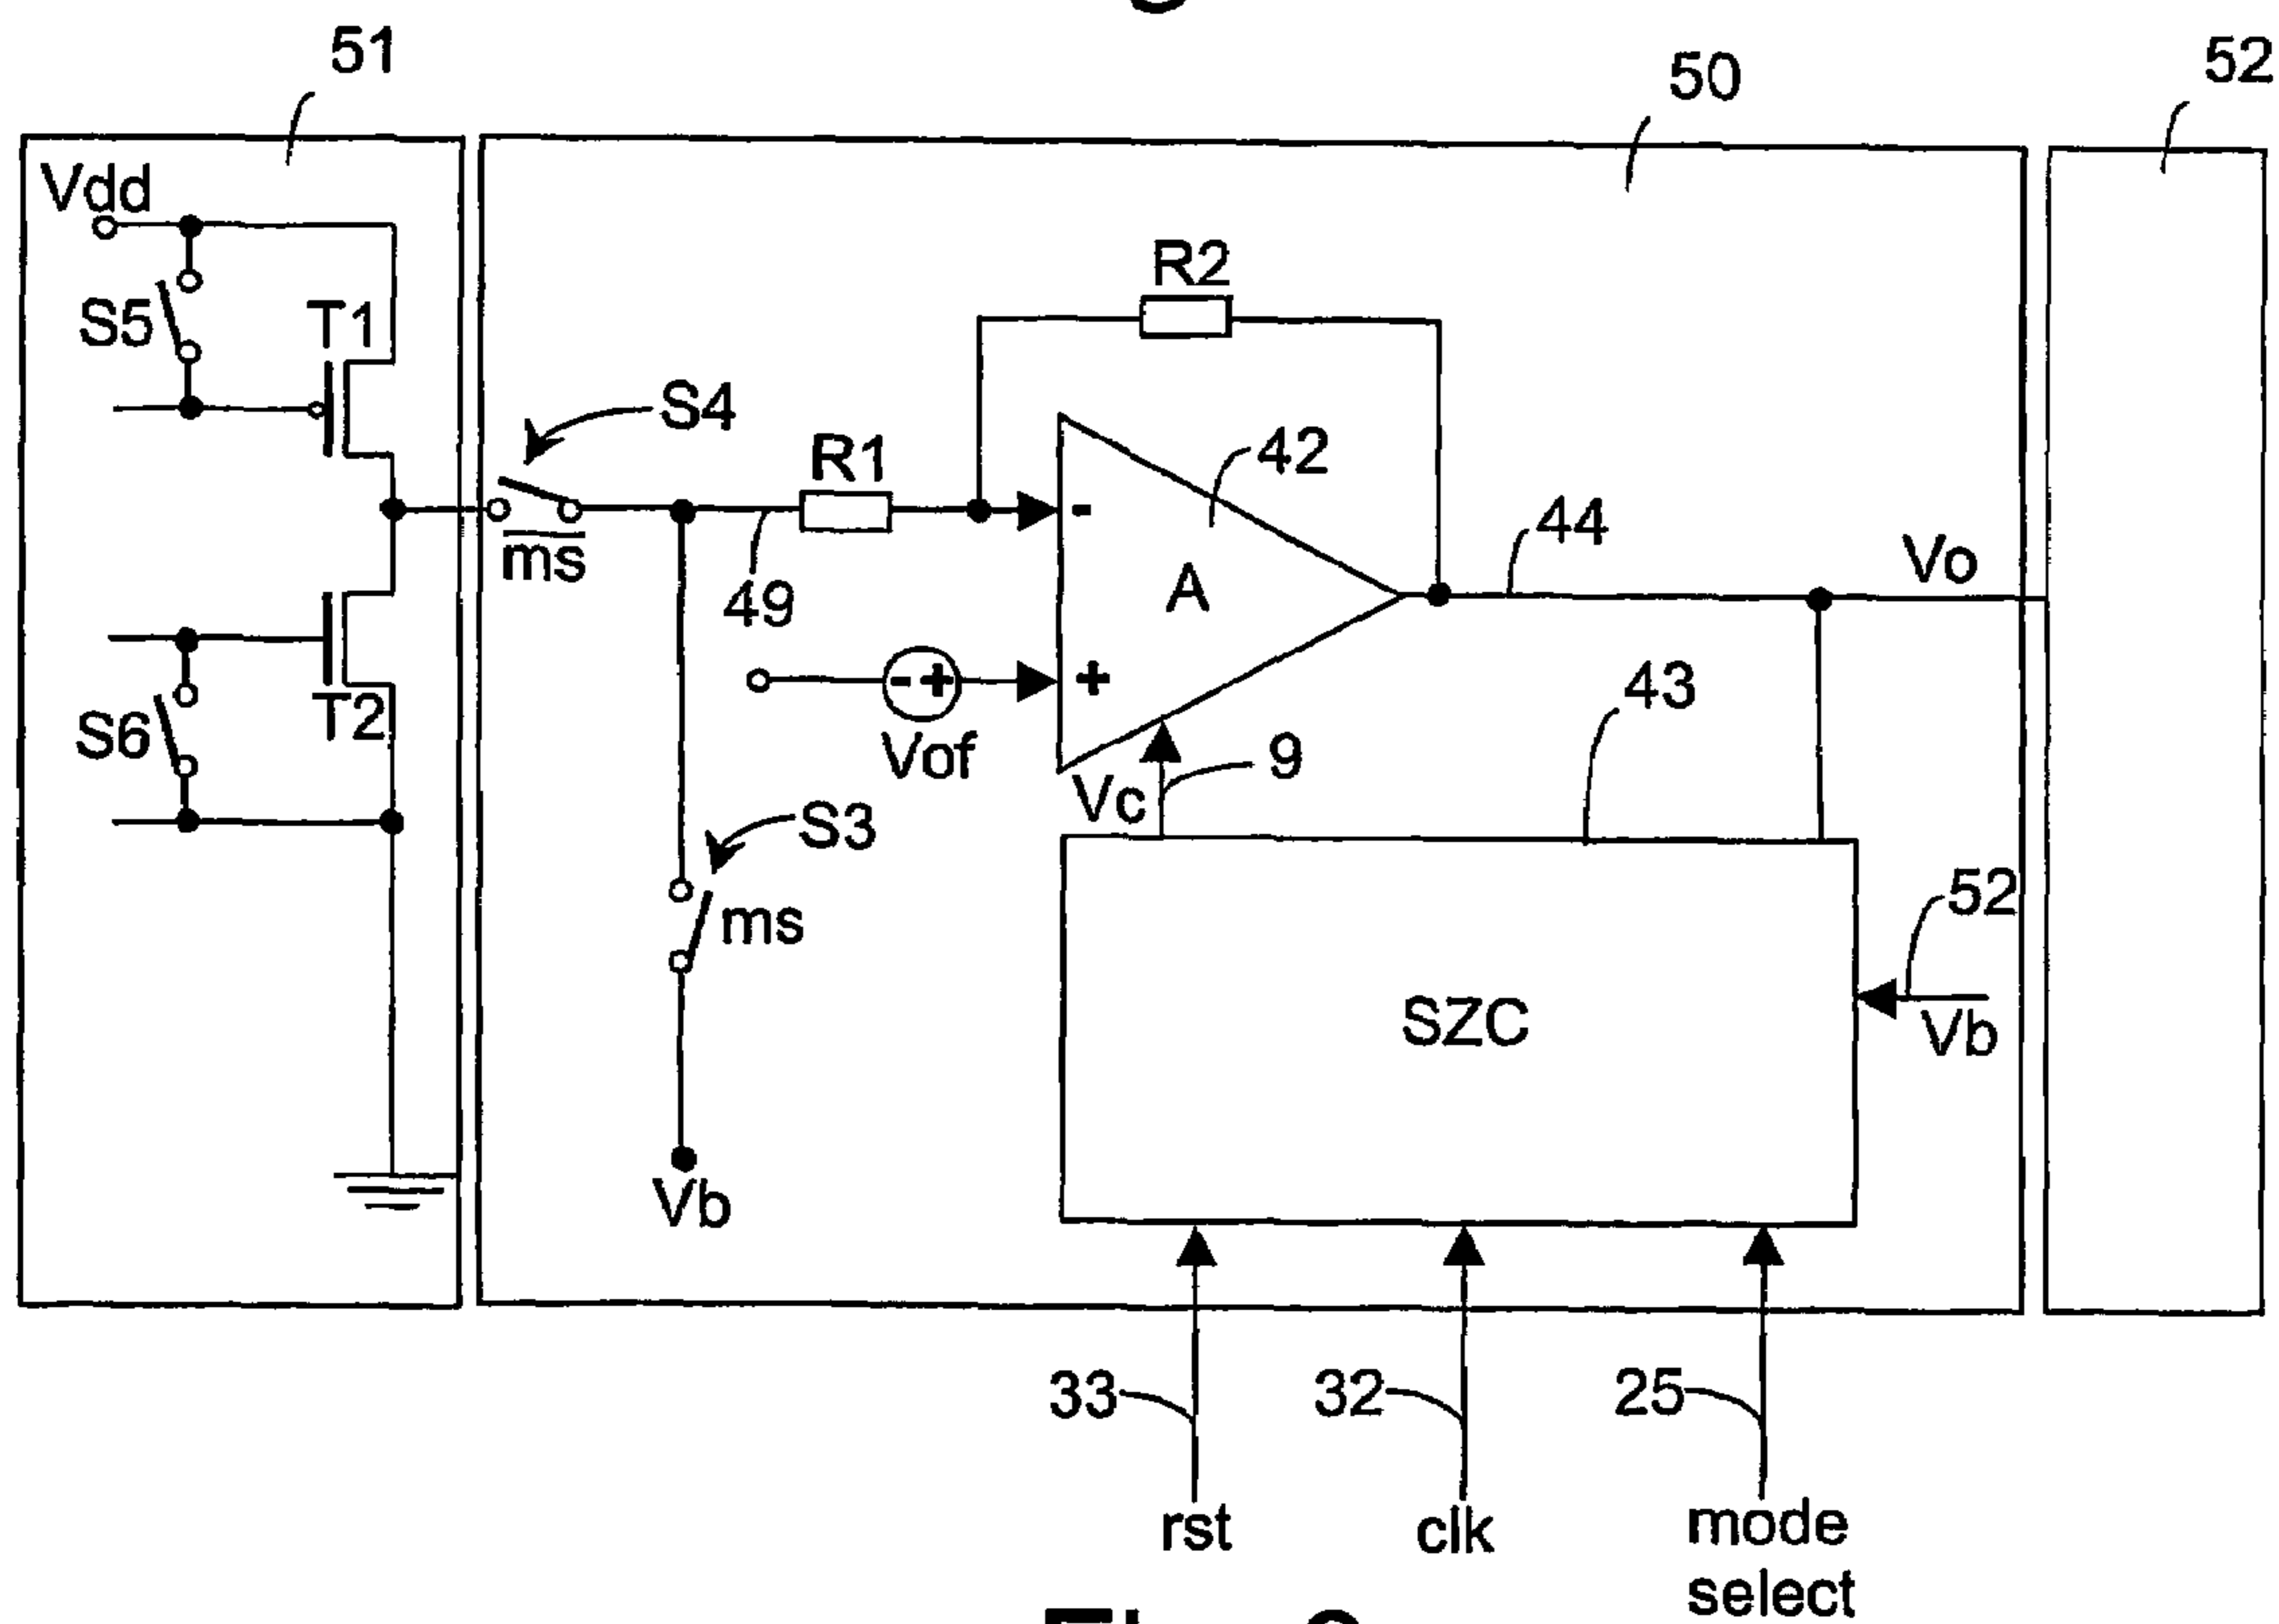 51
50
52
Vdd
S5
T1
R2
S4
R1
42
44
Vo
ms
49
A
-
+
- +
T2
S6
Vof
43
Vc
9
S3
ms
52
SZC
Vb
Vb
33
32
25
rst
clk
mode
select